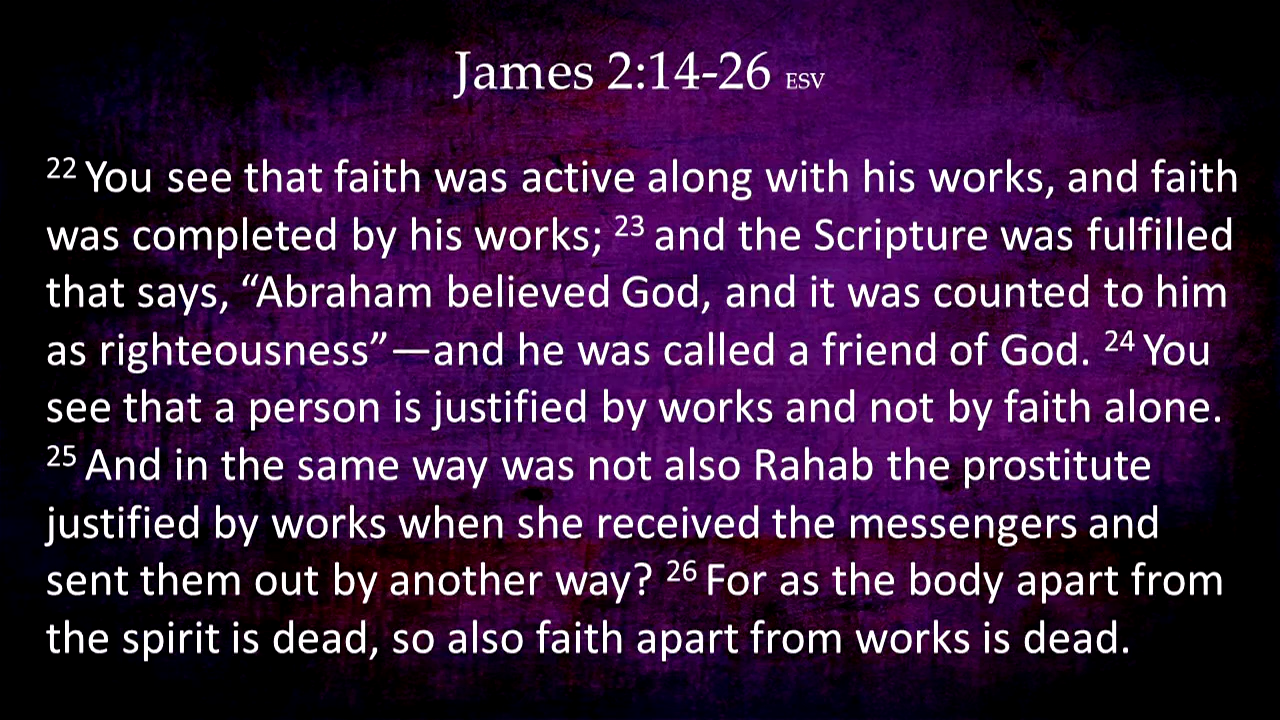 James 2:14-26 ESV
22 You see that faith was active along with his works, and faith
was completed by his works; 23 and the Scripture was fulfilled
that says, “Abraham believed God, and it was counted to him
as righteousness”—and he was called a friend of God. 24 You
see that a person is justified by works and not by faith alone.
25 And in the same way was not also Rahab the prostitute
justified by works when she received the messengers and
sent them out by another way? 26 For as the body apart from
the spirit is dead, so also faith apart from works is dead.